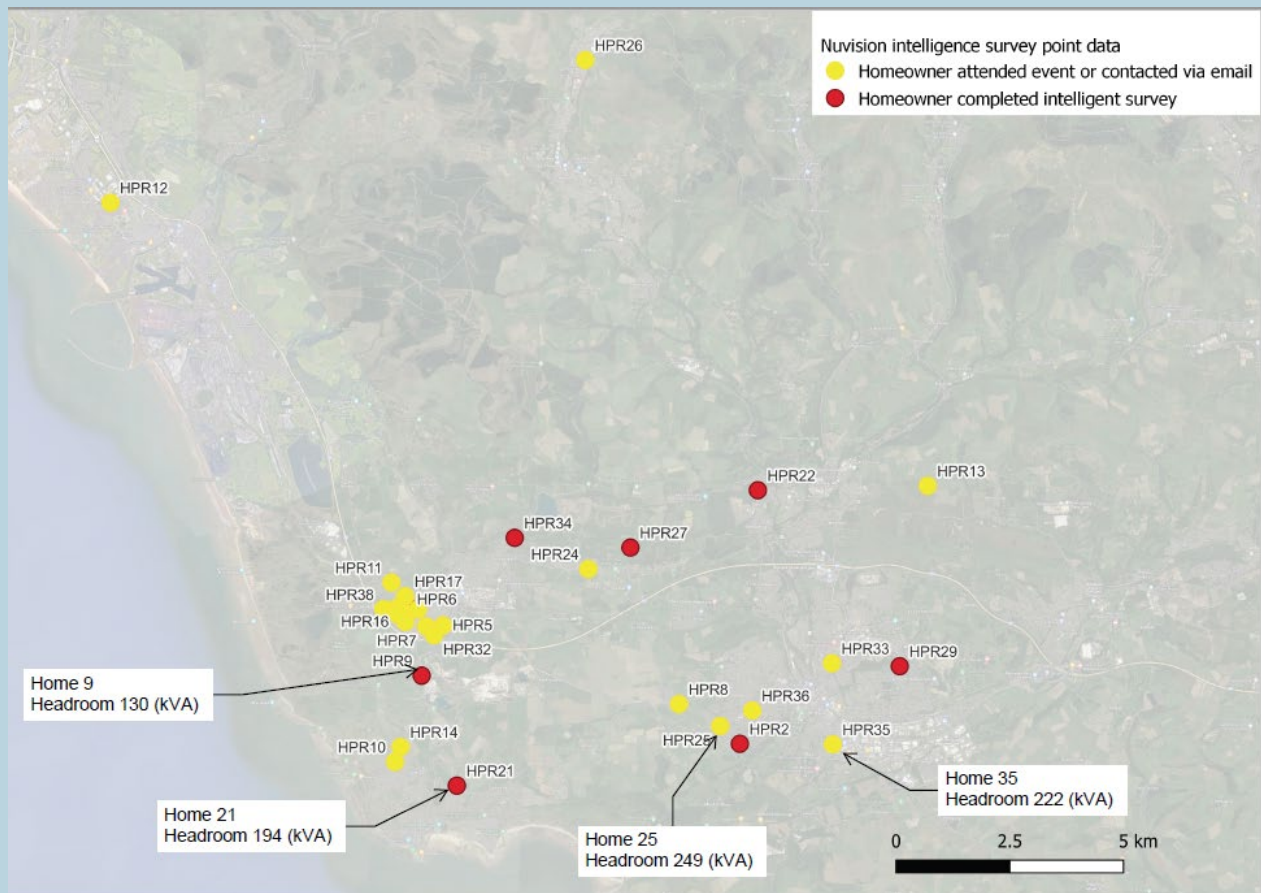 HPR26
Nuvision intelligence survey point data
Homeowner attended event or contacted via email
Homeowner completed intelligent survey
HPR12
HPR22
HPR13
HPR34
HPR27
HPR24
HPR11
HPR17
HPR38
HPR6
HPR16
HPR5
HPR7
HPR32
HPR9
HPR33
HPR29
Home 9
Headroom 130 (kVA)
HPR8
HPR36
HPR14
HPR25
HPR2
HPR35
HPR10
HPR21
Home 35
Headroom 222 (kVA)
Home 21
Headroom 194 (kVA)
Home 25
Headroom 249 (kVA)
0 2.5 5 km